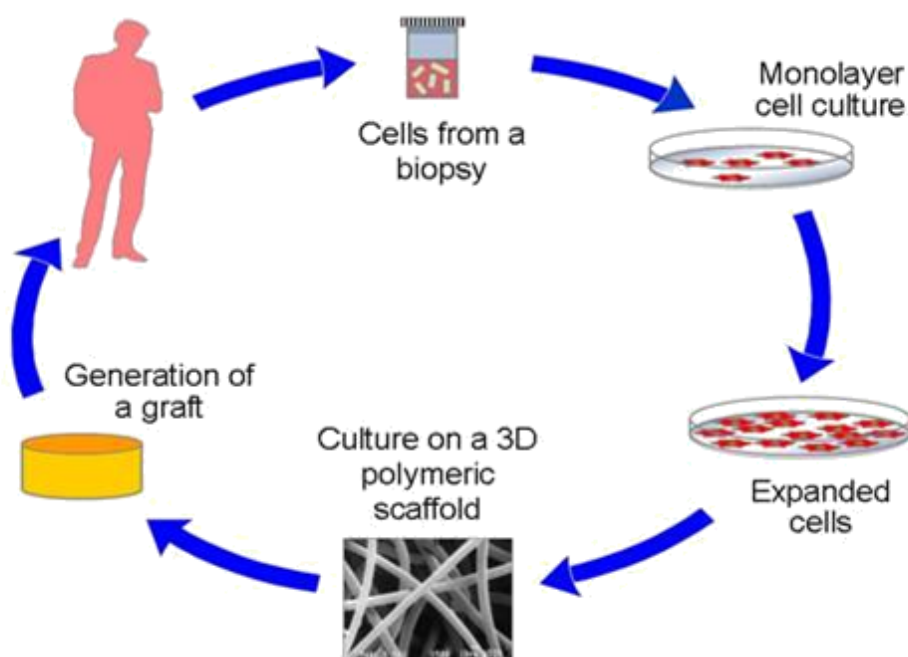 Cells from a
biopsy
Monolayer
cell culture
Expanded
cells
Culture on a 3D
polymeric
scaffold
Generation of
a graft